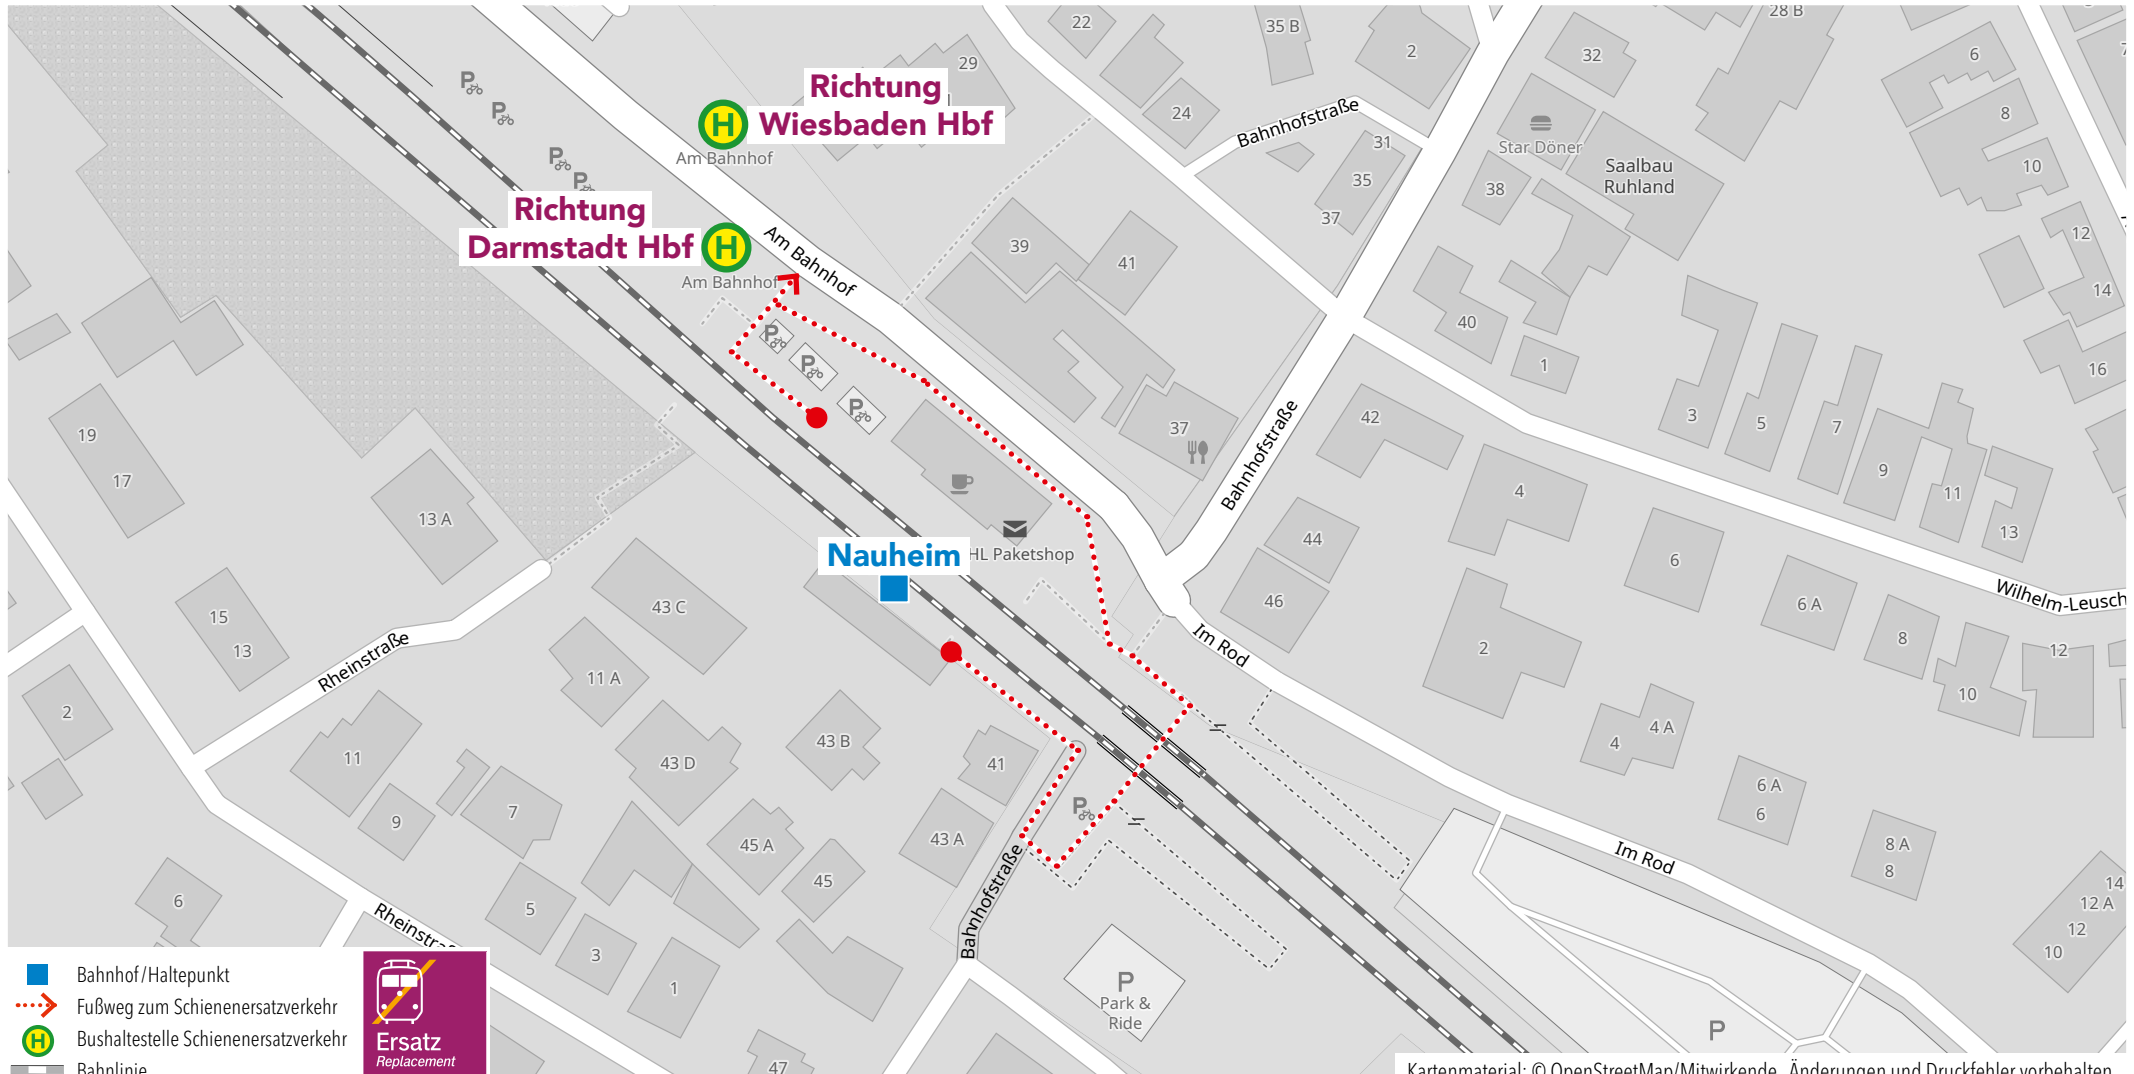 22
35 B
2
28 B
32
6
29
Richtung
Wiesbaden Hbf
H
Am Bahnhof
24
Bahnhofstraße
31
35
37
Star Döner
Saalbau
Ruhland
38
8
10
12
14
16
P
P
P
P
Richtung
Darmstadt Hbf
H
Am Bahnhof
Am Bahnhof
39
41
40
1
3
5
7
9
11
13
P
P
P
37
42
Bahnhofstraße
4
44
46
6
6 A
8
10
12
Wilhelm-Leusch
19
17
13 A
15
13
Rheinstraße
2
Nauheim
HL Paketshop
43 C
11 A
43 B
43 D
41
43 A
45 A
45
Im Rod
2
4
4 A
6 A
6
8 A
8
Im Rod
14
12 A
12
10
11
9
7
5
3
1
6
47
P
Bahnhofstraße
Rheinstraß
P
Park &
Ride
P
Bahnhof/Haltepunkt
Fußweg zum Schienenersatzverkehr
H
Bushaltestelle Schienenersatzverkehr
Bahnlinie
Ersatz
Replacement
Kartenmaterial: © OpenStreetMap/Mitwirkende, Änderungen und Druckfehler vorbehalten